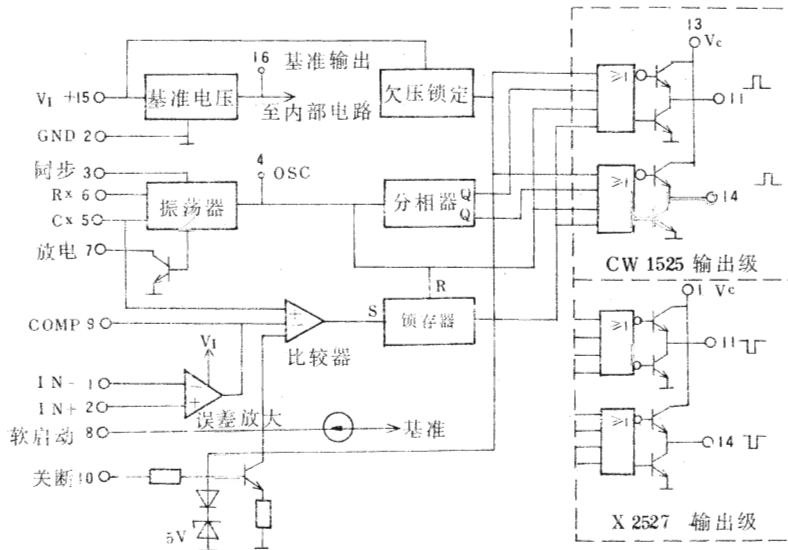 13
Vc
16
基准输出
≥1
V₁ +15
基准电压
欠压锁定
11
至内部电路
GND 2
同步 3
4
OSC
≥1
Rx 6
振荡器
分相器
Q
14
Cx 5
Q
放电 7
CW 1525 输出级
R
1 Vc
S
锁存器
≥1
COMP 9
比较器
11
V₁
IN- 1
−
IN+ 2
+
误差放大
≥1
软启动 8
基准
14
关断 10
5V
X 2527 输出级